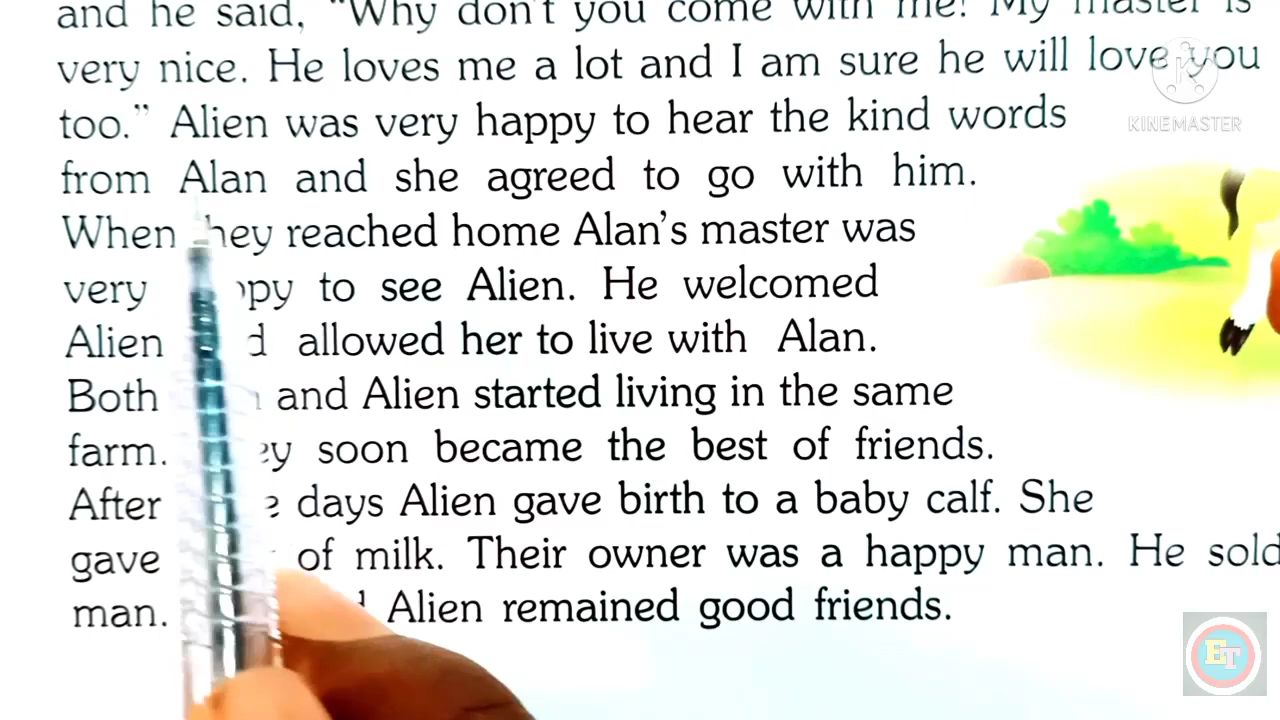 and he said, "Why don't you come with me! My master is
very nice. He loves me a lot and I am sure he will love you
too." Alien was very happy to hear the kind words
from Alan and she agreed to go with him.
When they reached home Alan's master was
very to see Alien. He welcomed
Alien allowed her to live with Alan.
Both and Alien started living in the same
farm. soon became the best of friends.
After days Alien gave birth to a baby calf. She
gave of milk. Their owner was a happy man. He sold
man. Alien remained good friends.
KINEMASTER
ET